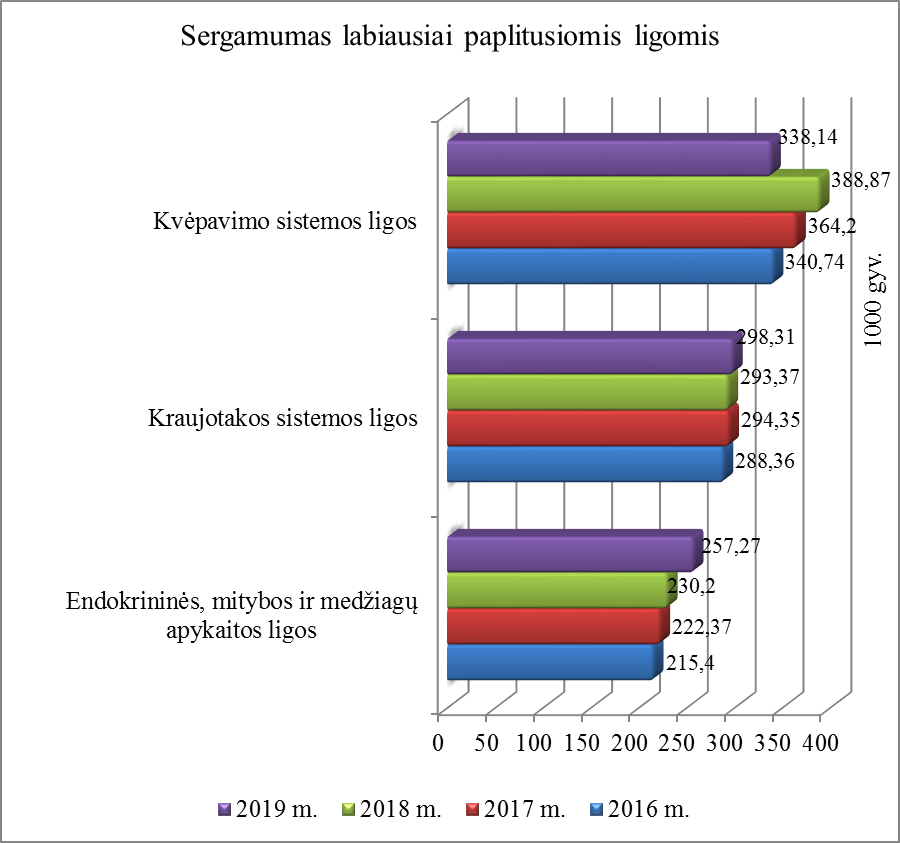 Sergamumas labiausiai paplitusiomis ligomis
338,14
388,87
Kvėpavimo sistemos ligos
364,2
340,74
1000 gyv.
298,31
293,37
Kraujotakos sistemos ligos
294,35
288,36
257,27
230,2
Endokrininės, mitybos ir medžiagų
apykaitos ligos
222,37
215,4
0 50 100 150 200 250 300 350 400
2019 m. 2018 m. 2017 m. 2016 m.